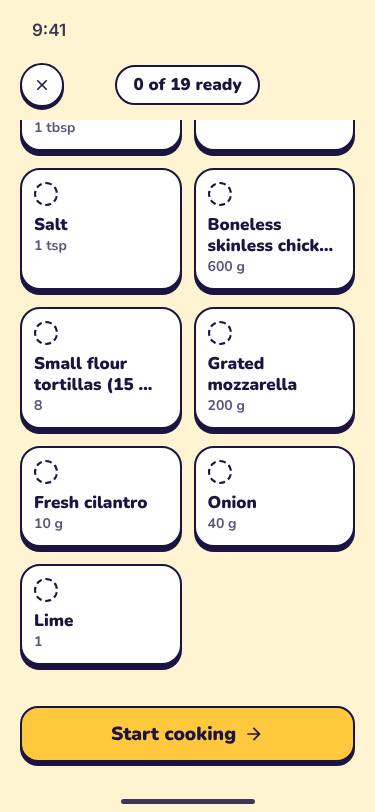 9:41
0 of 19 ready
1 tbsp
Salt
1 tsp
Boneless
skinless chick...
600 g
Small flour
tortillas (15 ...
8
Grated
mozzarella
200 g
Fresh cilantro
10 g
Onion
40 g
Lime
1
Start cooking →